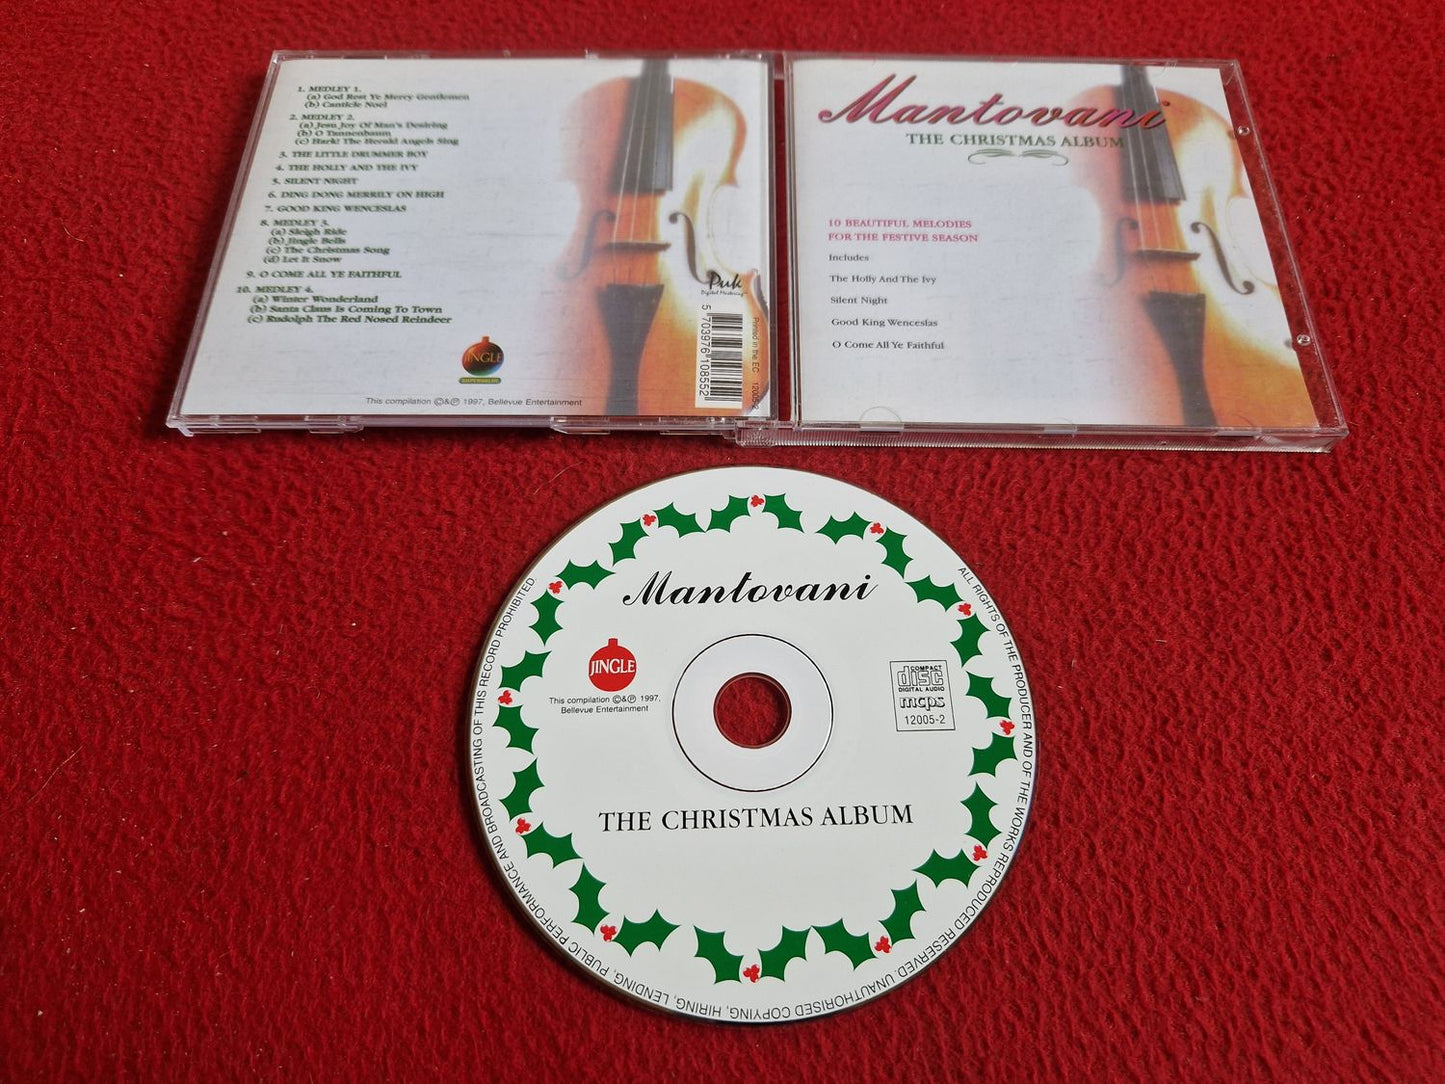 1. MEDLEY 1.
(a) God Rest Ye Merry Gentlemen
(b) Canticle Noel
2. MEDLEY 2.
(a) Jesu Joy Of Man's Desiring
(b) O Tannenbaum
(c) Hark! The Herald Angels Sing
3. THE LITTLE DRUMMER BOY
4. THE HOLLY AND THE IVY
5. SILENT NIGHT
6. DING DONG MERRILY ON HIGH
7. GOOD KING WENCESLAS
8. MEDLEY 3.
(a) Sleigh Ride
(b) Jingle Bells
(c) The Christmas Song
(d) Let It Snow
9. O COME ALL YE FAITHFUL
10. MEDLEY 4.
(a) Winter Wonderland
(b) Santa Claus Is Coming To Town
(c) Rudolph The Red Nosed Reindeer
JINGLE
This compilation ©&℗ 1997, Bellevue Entertainment
Puk
Digital Mastering
5 703976 108552
Printed in the EC 12005-2
Mantovani
THE CHRISTMAS ALBUM
10 BEAUTIFUL MELODIES
FOR THE FESTIVE SEASON
Includes
The Holly And The Ivy
Silent Night
Good King Wenceslas
O Come All Ye Faithful
Mantovani
JINGLE
This compilation ©&℗ 1997,
Bellevue Entertainment
COMPACT
disc
DIGITAL AUDIO
mcps
12005-2
THE CHRISTMAS ALBUM
ALL RIGHTS OF THE PRODUCER AND OF THE WORKS REPRODUCED RESERVED. UNAUTHORISED COPYING, HIRING, LENDING, PUBLIC PERFORMANCE AND BROADCASTING OF THIS RECORD PROHIBITED.